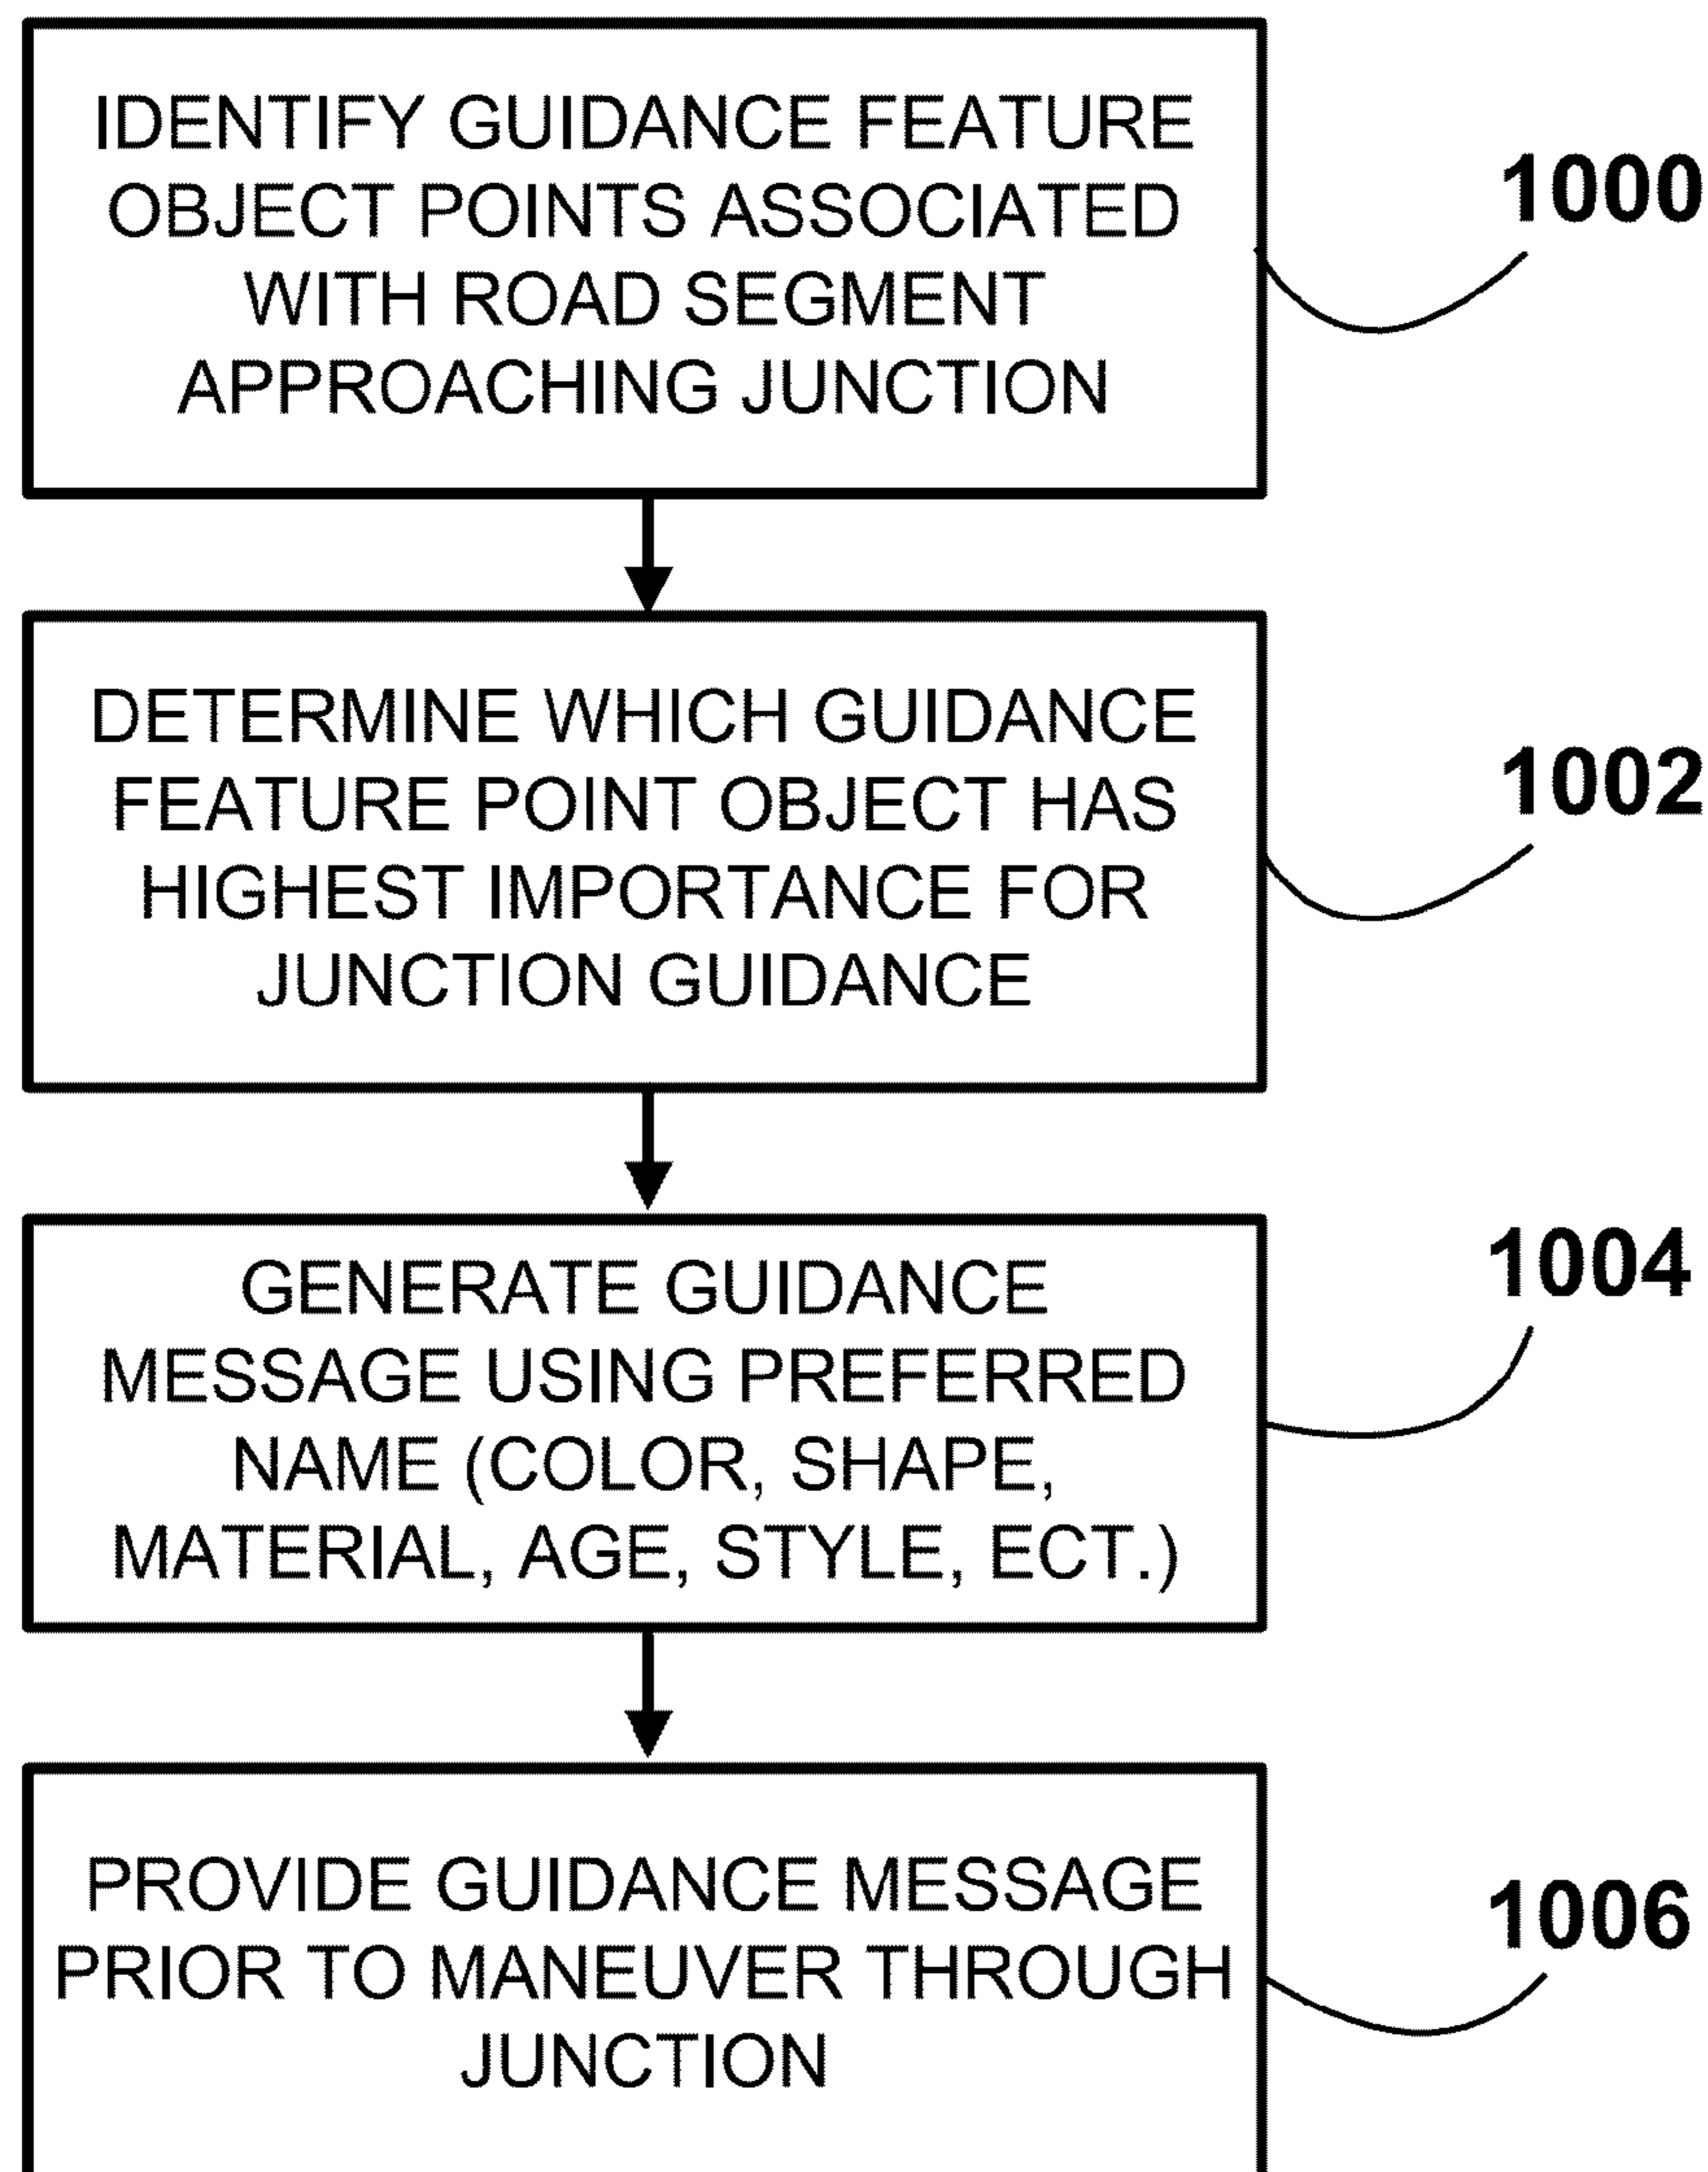 IDENTIFY GUIDANCE FEATURE
OBJECT POINTS ASSOCIATED
WITH ROAD SEGMENT
APPROACHING JUNCTION
1000
DETERMINE WHICH GUIDANCE
FEATURE POINT OBJECT HAS
HIGHEST IMPORTANCE FOR
JUNCTION GUIDANCE
1002
GENERATE GUIDANCE
MESSAGE USING PREFERRED
NAME (COLOR, SHAPE,
MATERIAL, AGE, STYLE, ECT.)
1004
PROVIDE GUIDANCE MESSAGE
PRIOR TO MANEUVER THROUGH
JUNCTION
1006